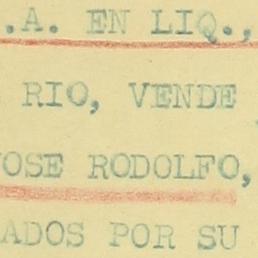 .A. EN LIQ.,
RIO, VENDE
OSE RODOLFO,
ADOS POR SU